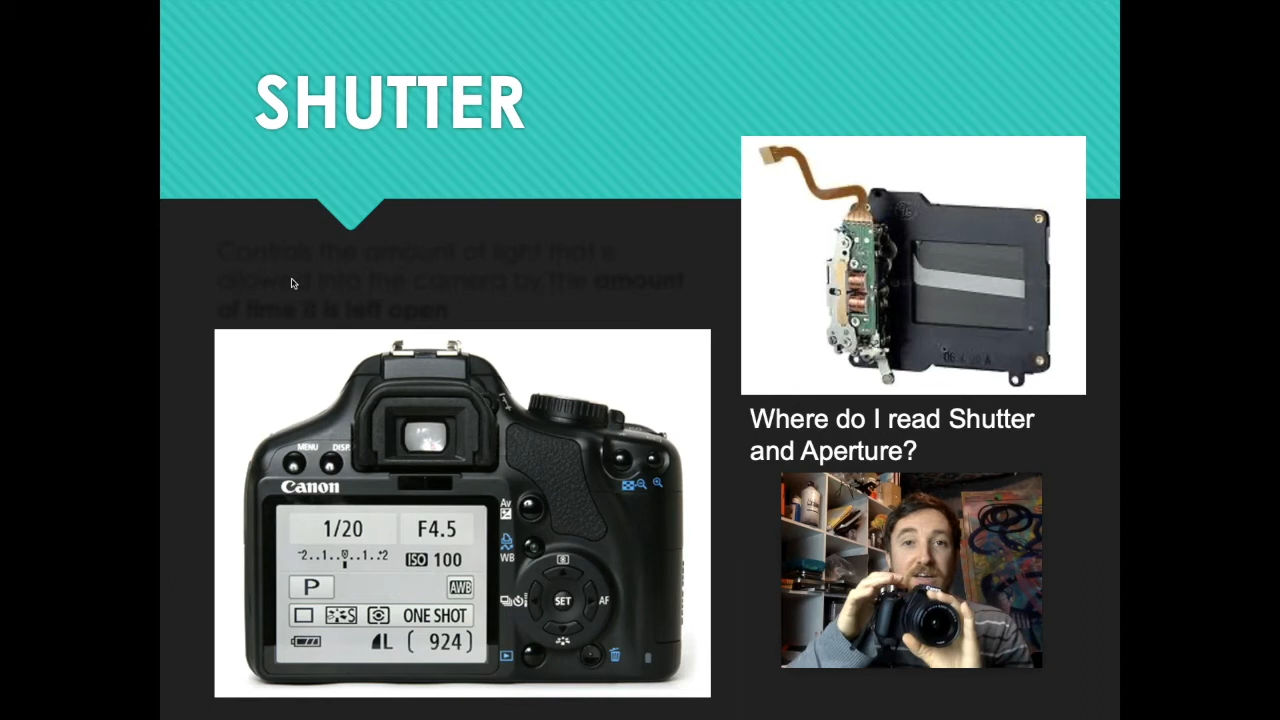 SHUTTER
Controls the amount of light that is
allowed into the camera by the amount
of time it is left open
Where do I read Shutter
and Aperture?
MENU DISP.
Canon
1/20 F4.5
-2..1..0..1..+2 ISO 100
P AWB
S ONE SHOT
L ( 924)
Av
WB
SET
AF